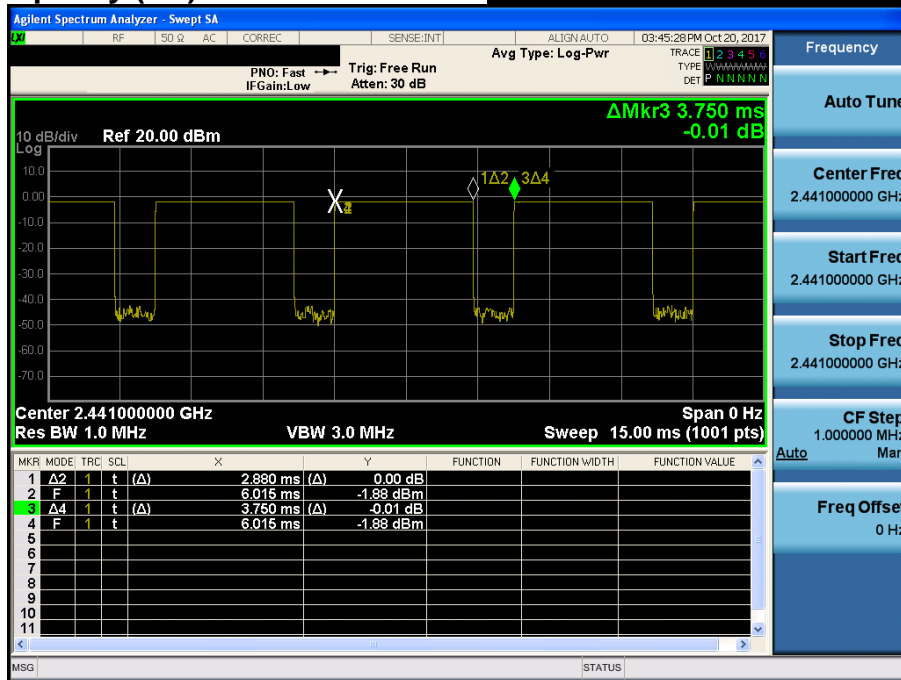 Agilent Spectrum Analyzer - Swept SA
LXI RF 50 Ω AC CORREC SENSE:INT ALIGN AUTO 03:45:28 PM Oct 20, 2017
Avg Type: Log-Pwr
TRACE 1 2 3 4 5 6
TYPE
DET P N N N N N
PNO: Fast
IFGain:Low
Trig: Free Run
Atten: 30 dB
ΔMkr3 3.750 ms
-0.01 dB
10 dB/div Ref 20.00 dBm
Log
10.0
0.00
-10.0
-20.0
-30.0
-40.0
-50.0
-60.0
-70.0
1Δ2 3Δ4
Center 2.441000000 GHz Span 0 Hz
Res BW 1.0 MHz VBW 3.0 MHz Sweep 15.00 ms (1001 pts)
MKR MODE TRC SCL X Y FUNCTION FUNCTION WIDTH FUNCTION VALUE
1 Δ2 1 t (Δ) 2.880 ms (Δ) 0.00 dB
2 F 1 t 6.015 ms -1.88 dBm
3 Δ4 1 t (Δ) 3.750 ms (Δ) -0.01 dB
4 F 1 t 6.015 ms -1.88 dBm
5
6
7
8
9
10
11
MSG STATUS
Frequency
Auto Tune
Center Freq
2.441000000 GHz
Start Freq
2.441000000 GHz
Stop Freq
2.441000000 GHz
CF Step
1.000000 MHz
Auto Man
Freq Offset
0 Hz